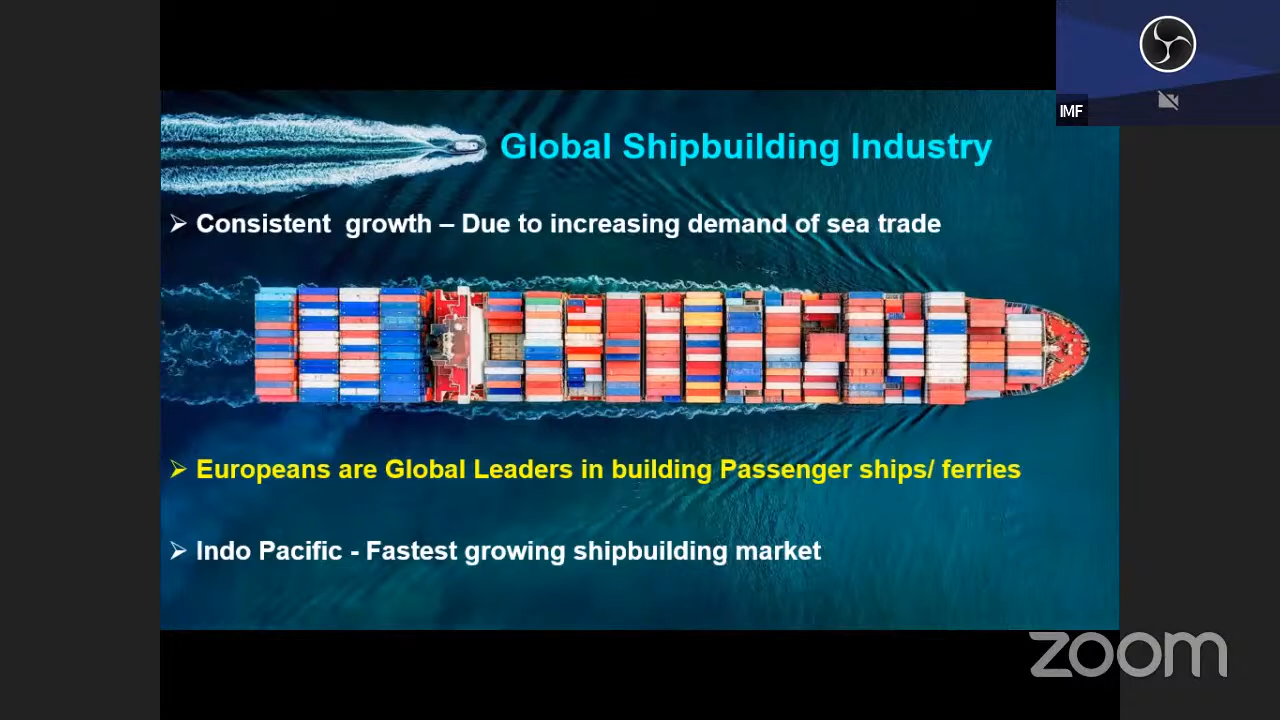 IMF
Global Shipbuilding Industry
➢ Consistent growth – Due to increasing demand of sea trade
➢ Europeans are Global Leaders in building Passenger ships/ ferries
➢ Indo Pacific - Fastest growing shipbuilding market
zoom